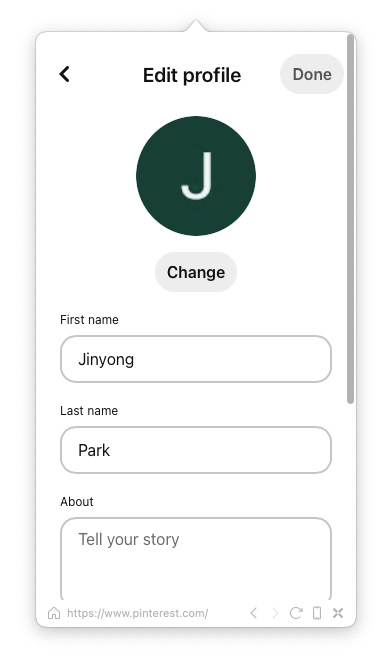 Edit profile
Done
J
Change
First name
Jinyong
Last name
Park
About
Tell your story
https://www.pinterest.com/